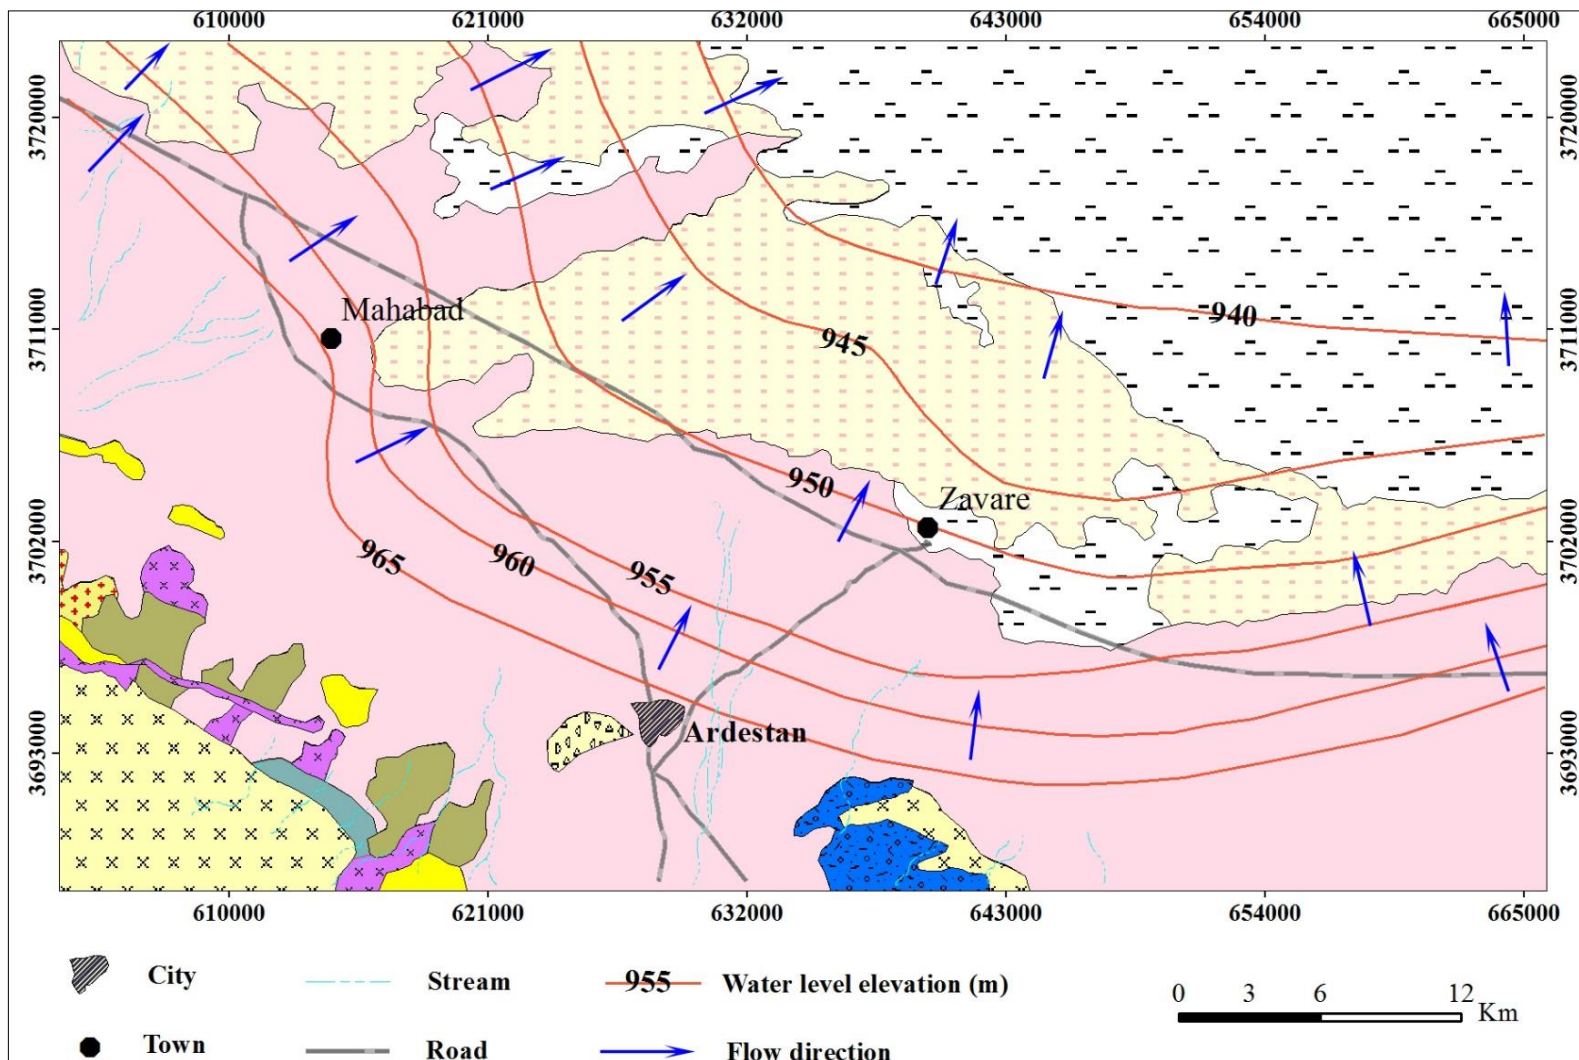 610000 621000 632000 643000 654000 665000
3720000 3720000
Mahabad
3711000 940 3711000
945
950 Zavare
3702000 965 960 955 3702000
Ardestan
3693000 3693000
610000 621000 632000 643000 654000 665000
City Stream 955 Water level elevation (m) 0 3 6 12 Km
Town Road Flow direction